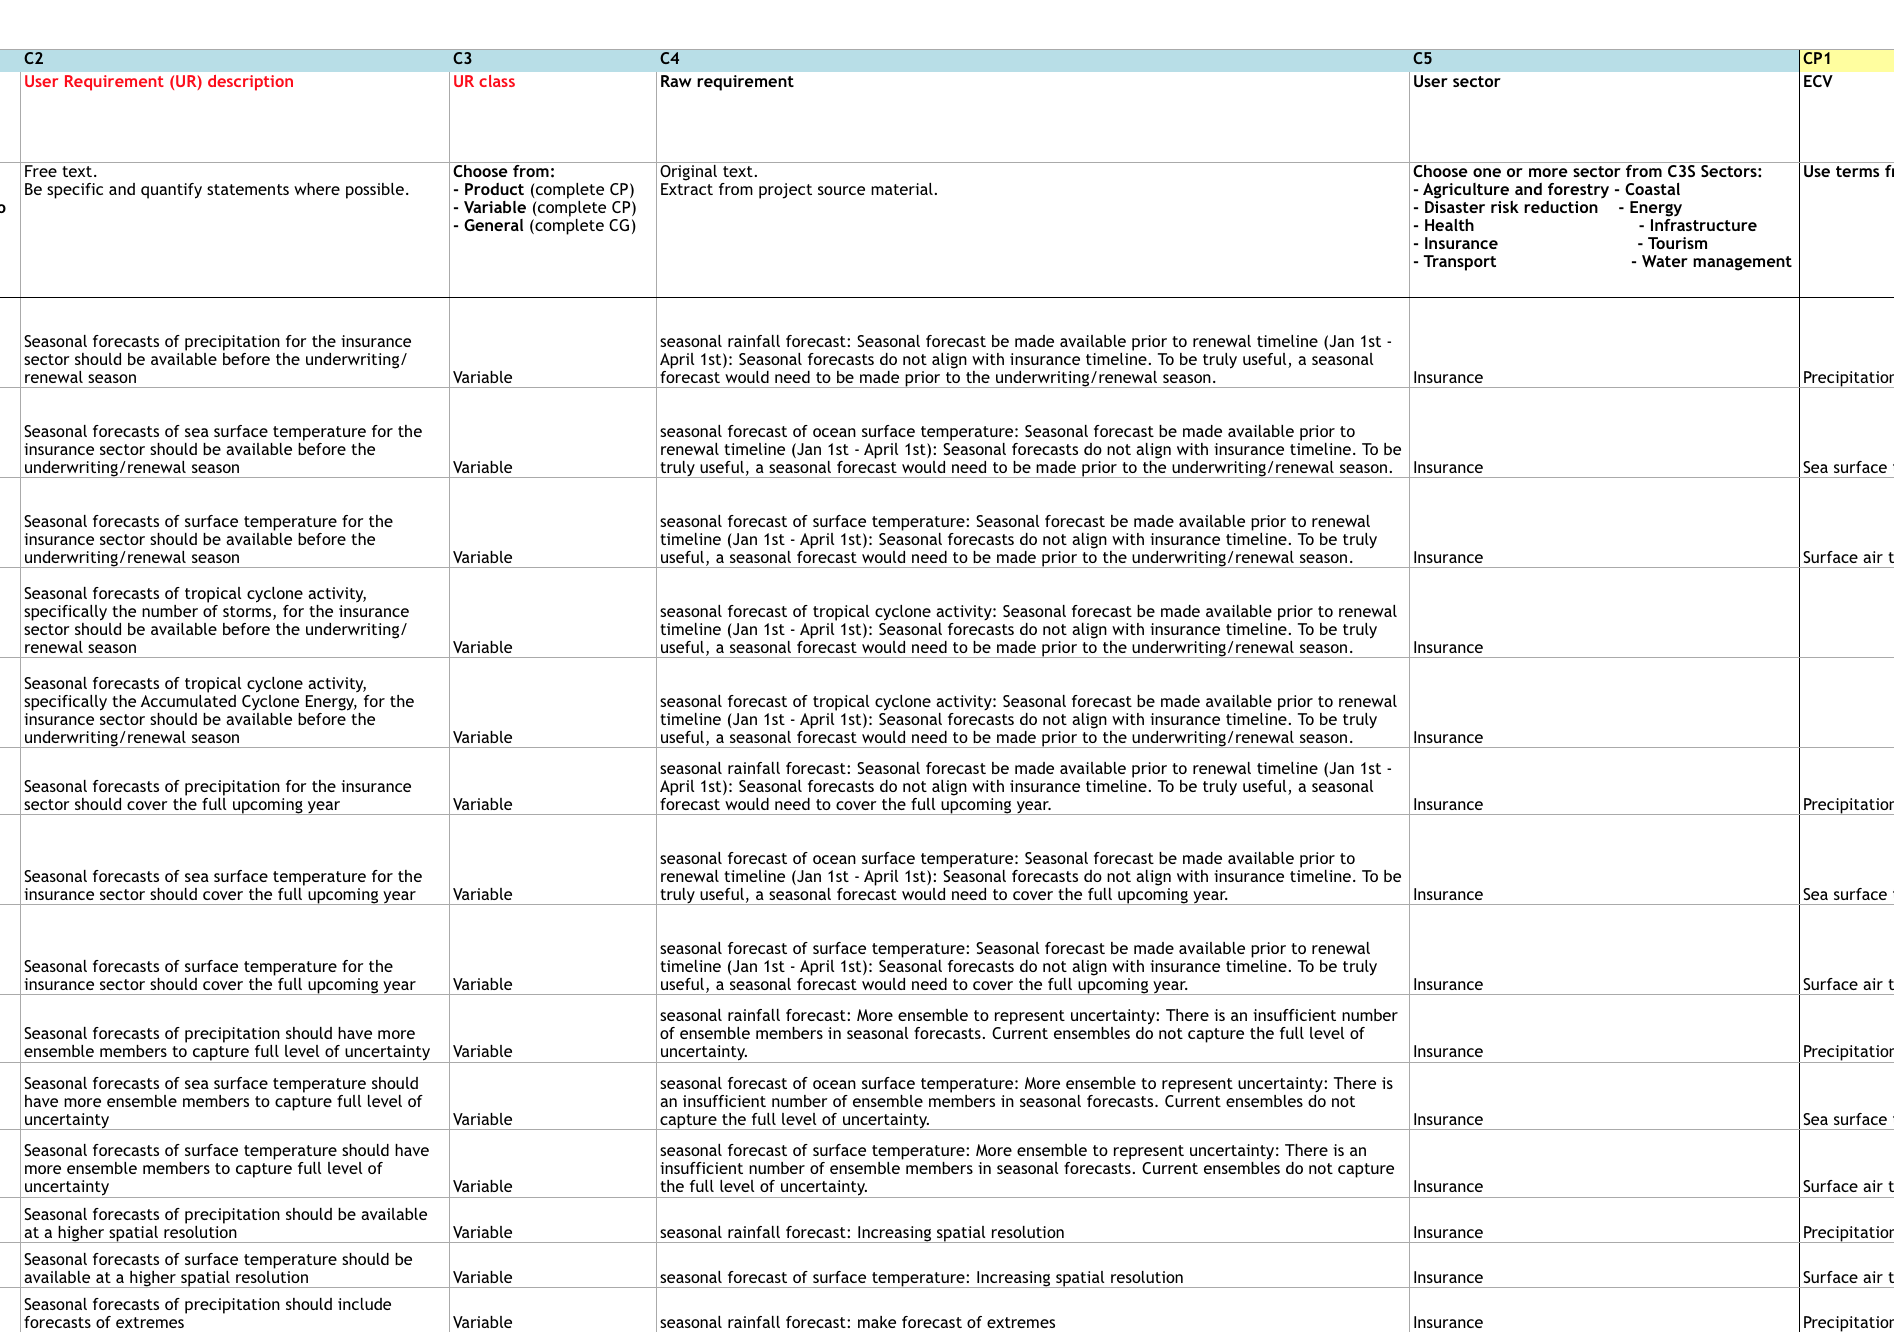 C2 C3 C4 C5 CP1
User Requirement (UR) description UR class Raw requirement User sector ECV
Free text.
Be specific and quantify statements where possible.
Choose from:
- Product (complete CP)
- Variable (complete CP)
- General (complete CG)
Original text.
Extract from project source material.
Choose one or more sector from C3S Sectors:
- Agriculture and forestry - Coastal
- Disaster risk reduction - Energy
- Health - Infrastructure
- Insurance - Tourism
- Transport - Water management
Use terms
Seasonal forecasts of precipitation for the insurance
sector should be available before the underwriting/
renewal season
Variable
seasonal rainfall forecast: Seasonal forecast be made available prior to renewal timeline (Jan 1st -
April 1st): Seasonal forecasts do not align with insurance timeline. To be truly useful, a seasonal
forecast would need to be made prior to the underwriting/renewal season.
Insurance
Precipitation
Seasonal forecasts of sea surface temperature for the
insurance sector should be available before the
underwriting/renewal season
Variable
seasonal forecast of ocean surface temperature: Seasonal forecast be made available prior to
renewal timeline (Jan 1st - April 1st): Seasonal forecasts do not align with insurance timeline. To be
truly useful, a seasonal forecast would need to be made prior to the underwriting/renewal season.
Insurance
Sea surface
Seasonal forecasts of surface temperature for the
insurance sector should be available before the
underwriting/renewal season
Variable
seasonal forecast of surface temperature: Seasonal forecast be made available prior to renewal
timeline (Jan 1st - April 1st): Seasonal forecasts do not align with insurance timeline. To be truly
useful, a seasonal forecast would need to be made prior to the underwriting/renewal season.
Insurance
Surface air
Seasonal forecasts of tropical cyclone activity,
specifically the number of storms, for the insurance
sector should be available before the underwriting/
renewal season
Variable
seasonal forecast of tropical cyclone activity: Seasonal forecast be made available prior to renewal
timeline (Jan 1st - April 1st): Seasonal forecasts do not align with insurance timeline. To be truly
useful, a seasonal forecast would need to be made prior to the underwriting/renewal season.
Insurance
Seasonal forecasts of tropical cyclone activity,
specifically the Accumulated Cyclone Energy, for the
insurance sector should be available before the
underwriting/renewal season
Variable
seasonal forecast of tropical cyclone activity: Seasonal forecast be made available prior to renewal
timeline (Jan 1st - April 1st): Seasonal forecasts do not align with insurance timeline. To be truly
useful, a seasonal forecast would need to be made prior to the underwriting/renewal season.
Insurance
Seasonal forecasts of precipitation for the insurance
sector should cover the full upcoming year
Variable
seasonal rainfall forecast: Seasonal forecast be made available prior to renewal timeline (Jan 1st -
April 1st): Seasonal forecasts do not align with insurance timeline. To be truly useful, a seasonal
forecast would need to cover the full upcoming year.
Insurance
Precipitation
Seasonal forecasts of sea surface temperature for the
insurance sector should cover the full upcoming year
Variable
seasonal forecast of ocean surface temperature: Seasonal forecast be made available prior to
renewal timeline (Jan 1st - April 1st): Seasonal forecasts do not align with insurance timeline. To be
truly useful, a seasonal forecast would need to cover the full upcoming year.
Insurance
Sea surface
Seasonal forecasts of surface temperature for the
insurance sector should cover the full upcoming year
Variable
seasonal forecast of surface temperature: Seasonal forecast be made available prior to renewal
timeline (Jan 1st - April 1st): Seasonal forecasts do not align with insurance timeline. To be truly
useful, a seasonal forecast would need to cover the full upcoming year.
Insurance
Surface air
Seasonal forecasts of precipitation should have more
ensemble members to capture full level of uncertainty
Variable
seasonal rainfall forecast: More ensemble to represent uncertainty: There is an insufficient number
of ensemble members in seasonal forecasts. Current ensembles do not capture the full level of
uncertainty.
Insurance
Precipitation
Seasonal forecasts of sea surface temperature should
have more ensemble members to capture full level of
uncertainty
Variable
seasonal forecast of ocean surface temperature: More ensemble to represent uncertainty: There is
an insufficient number of ensemble members in seasonal forecasts. Current ensembles do not
capture the full level of uncertainty.
Insurance
Sea surface
Seasonal forecasts of surface temperature should have
more ensemble members to capture full level of
uncertainty
Variable
seasonal forecast of surface temperature: More ensemble to represent uncertainty: There is an
insufficient number of ensemble members in seasonal forecasts. Current ensembles do not capture
the full level of uncertainty.
Insurance
Surface air
Seasonal forecasts of precipitation should be available
at a higher spatial resolution
Variable
seasonal rainfall forecast: Increasing spatial resolution
Insurance
Precipitation
Seasonal forecasts of surface temperature should be
available at a higher spatial resolution
Variable
seasonal forecast of surface temperature: Increasing spatial resolution
Insurance
Surface air
Seasonal forecasts of precipitation should include
forecasts of extremes
Variable
seasonal rainfall forecast: make forecast of extremes
Insurance
Precipitation